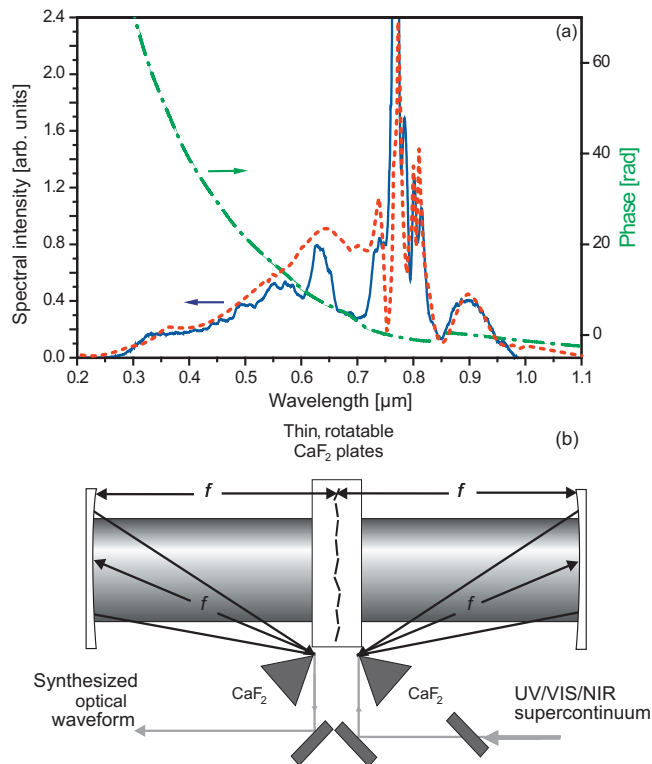 (a)
2.4
2.0
1.6
1.2
0.8
0.4
0.0
Spectral intensity [arb. units]
60
40
20
0
Phase [rad]
0.2 0.3 0.4 0.5 0.6 0.7 0.8 0.9 1.0 1.1
Wavelength [µm]
Thin, rotatable
CaF₂ plates
(b)
f f
f f
CaF₂ CaF₂
Synthesized
optical
waveform
UV/VIS/NIR
supercontinuum